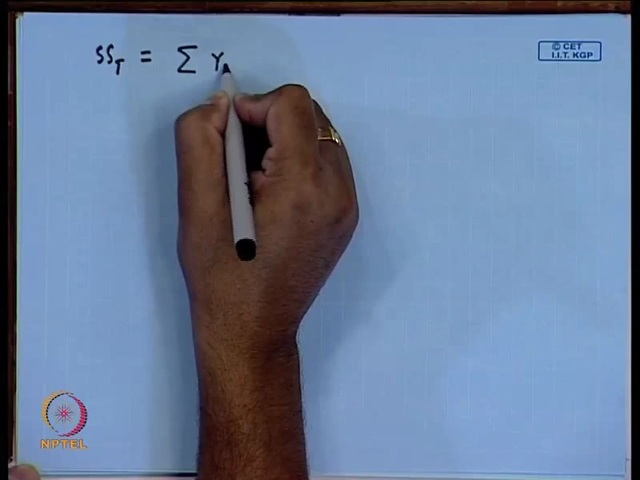 SS_T = Σ Y
© CET
I.I.T. KGP
NPTEL